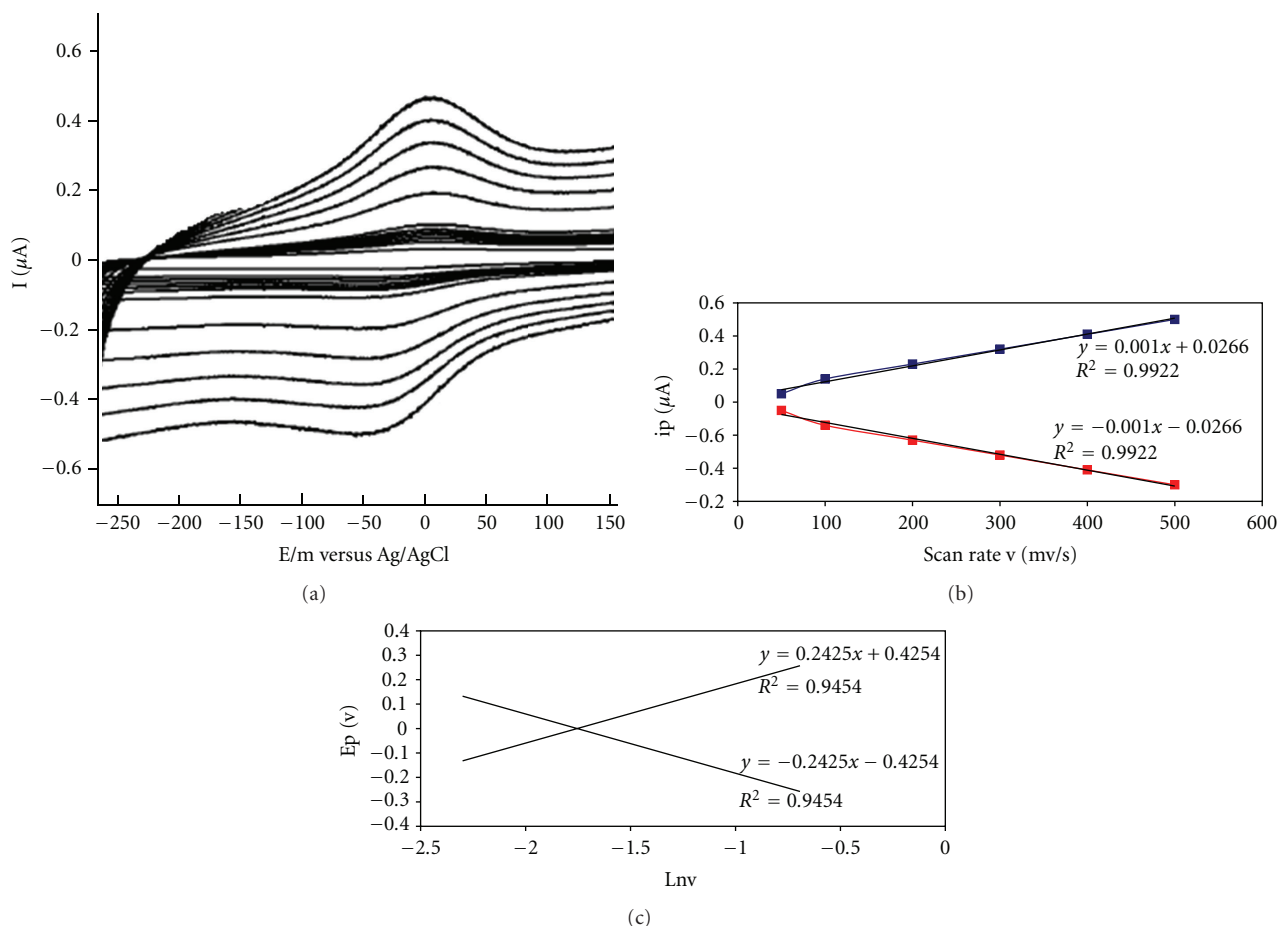 0.6
0.4
0.2
0
−0.2
−0.4
−0.6
I (μA)
−250 −200 −150 −100 −50 0 50 100 150
E/m versus Ag/AgCl
(a)
0.6
0.4
0.2
0
−0.6
−0.4
−0.2
ip (μA)
y = 0.001x + 0.0266
R² = 0.9922
y = −0.001x − 0.0266
R² = 0.9922
0 100 200 300 400 500 600
Scan rate v (mv/s)
(b)
0.4
0.3
0.2
0.1
0
−0.1
−0.2
−0.3
−0.4
Ep (v)
y = 0.2425x + 0.4254
R² = 0.9454
y = −0.2425x − 0.4254
R² = 0.9454
−2.5 −2 −1.5 −1 −0.5 0
Lnv
(c)